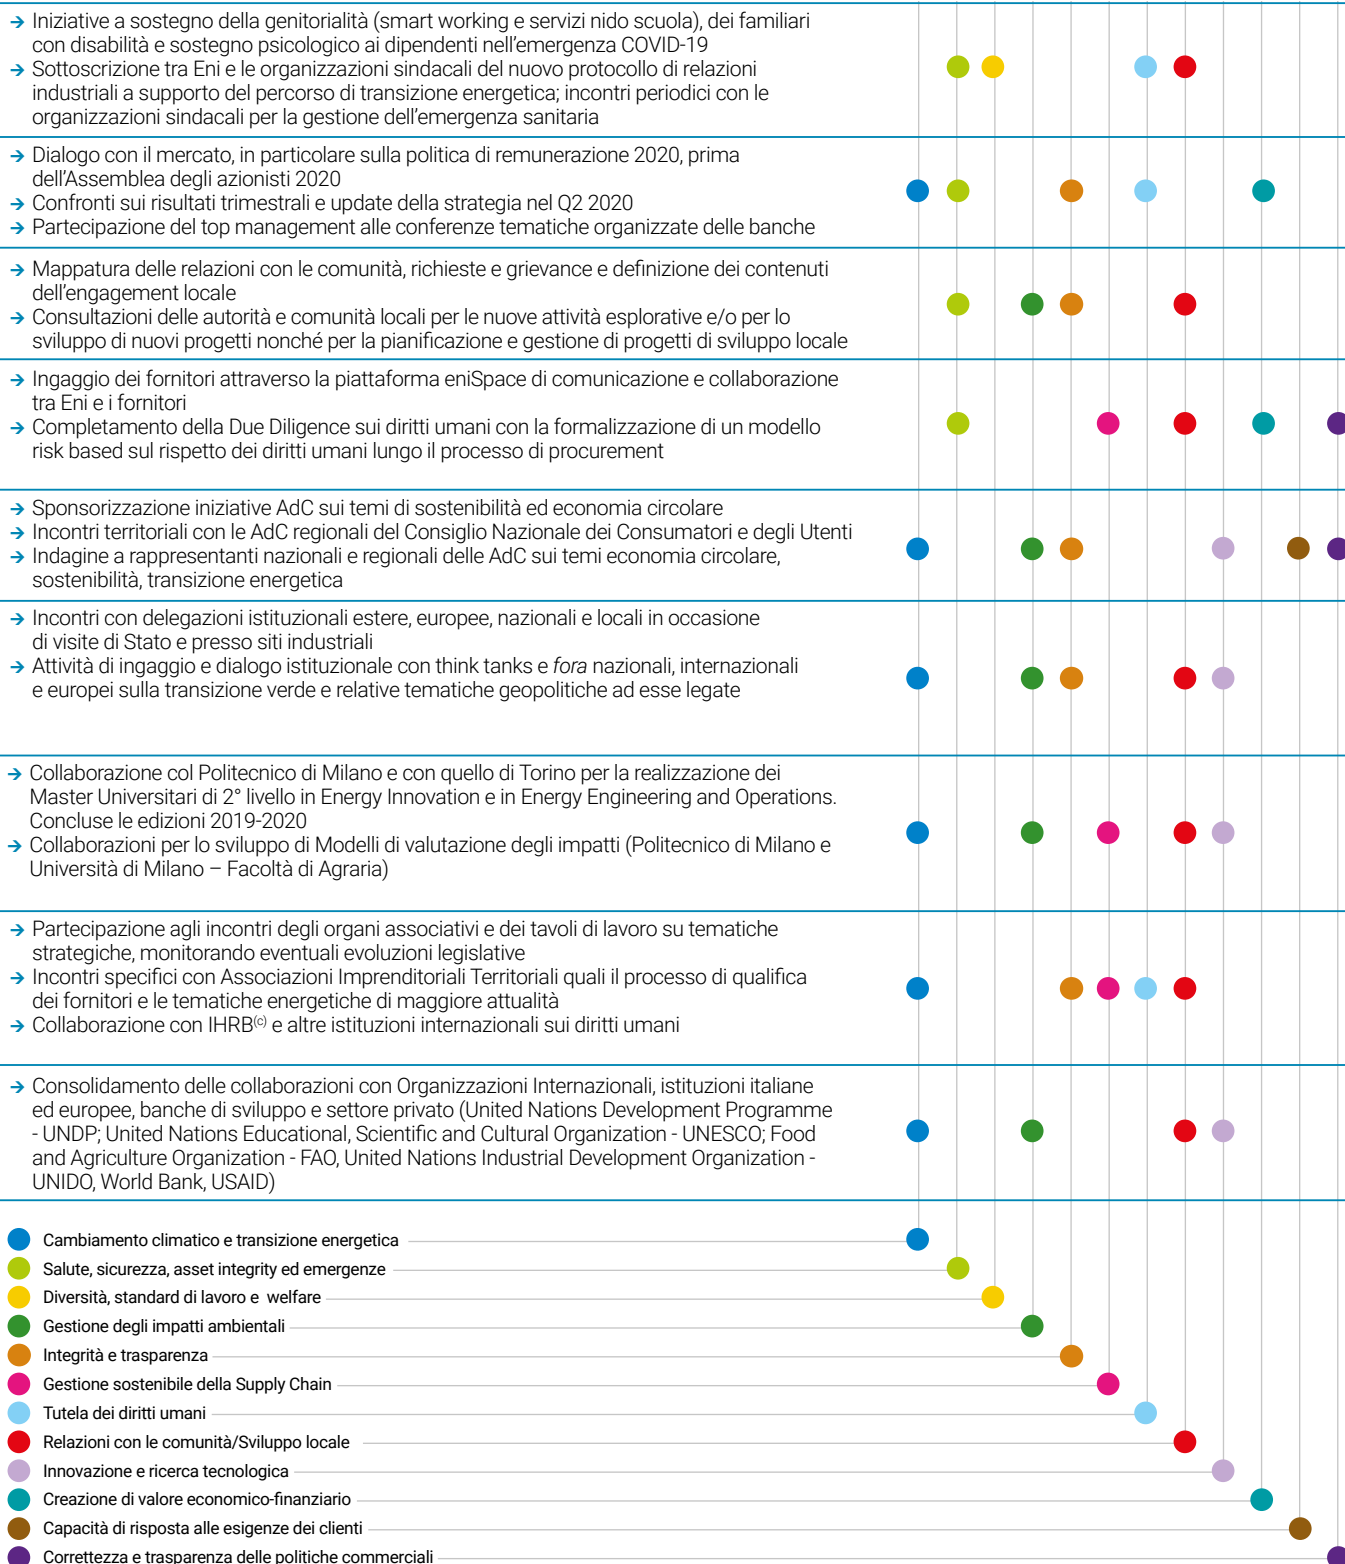 → Iniziative a sostegno della genitorialità (smart working e servizi nido scuola), dei familiari
con disabilità e sostegno psicologico ai dipendenti nell'emergenza COVID-19
→ Sottoscrizione tra Eni e le organizzazioni sindacali del nuovo protocollo di relazioni
industriali a supporto del percorso di transizione energetica; incontri periodici con le
organizzazioni sindacali per la gestione dell'emergenza sanitaria
→ Dialogo con il mercato, in particolare sulla politica di remunerazione 2020, prima
dell'Assemblea degli azionisti 2020
→ Confronti sui risultati trimestrali e update della strategia nel Q2 2020
→ Partecipazione del top management alle conferenze tematiche organizzate delle banche
→ Mappatura delle relazioni con le comunità, richieste e grievance e definizione dei contenuti
dell'engagement locale
→ Consultazioni delle autorità e comunità locali per le nuove attività esplorative e/o per lo
sviluppo di nuovi progetti nonché per la pianificazione e gestione di progetti di sviluppo locale
→ Ingaggio dei fornitori attraverso la piattaforma eniSpace di comunicazione e collaborazione
tra Eni e i fornitori
→ Completamento della Due Diligence sui diritti umani con la formalizzazione di un modello
risk based sul rispetto dei diritti umani lungo il processo di procurement
→ Sponsorizzazione iniziative AdC sui temi di sostenibilità ed economia circolare
→ Incontri territoriali con le AdC regionali del Consiglio Nazionale dei Consumatori e degli Utenti
→ Indagine a rappresentanti nazionali e regionali delle AdC sui temi economia circolare,
sostenibilità, transizione energetica
→ Incontri con delegazioni istituzionali estere, europee, nazionali e locali in occasione
di visite di Stato e presso siti industriali
→ Attività di ingaggio e dialogo istituzionale con think tanks e fora nazionali, internazionali
e europei sulla transizione verde e relative tematiche geopolitiche ad esse legate
→ Collaborazione col Politecnico di Milano e con quello di Torino per la realizzazione dei
Master Universitari di 2° livello in Energy Innovation e in Energy Engineering and Operations.
Concluse le edizioni 2019-2020
→ Collaborazioni per lo sviluppo di Modelli di valutazione degli impatti (Politecnico di Milano e
Università di Milano – Facoltà di Agraria)
→ Partecipazione agli incontri degli organi associativi e dei tavoli di lavoro su tematiche
strategiche, monitorando eventuali evoluzioni legislative
→ Incontri specifici con Associazioni Imprenditoriali Territoriali quali il processo di qualifica
dei fornitori e le tematiche energetiche di maggiore attualità
→ Collaborazione con IHRB(c) e altre istituzioni internazionali sui diritti umani
→ Consolidamento delle collaborazioni con Organizzazioni Internazionali, istituzioni italiane
ed europee, banche di sviluppo e settore privato (United Nations Development Programme
- UNDP; United Nations Educational, Scientific and Cultural Organization - UNESCO; Food
and Agriculture Organization - FAO, United Nations Industrial Development Organization -
UNIDO, World Bank, USAID)
Cambiamento climatico e transizione energetica
Salute, sicurezza, asset integrity ed emergenze
Diversità, standard di lavoro e welfare
Gestione degli impatti ambientali
Integrità e trasparenza
Gestione sostenibile della Supply Chain
Tutela dei diritti umani
Relazioni con le comunità/Sviluppo locale
Innovazione e ricerca tecnologica
Creazione di valore economico-finanziario
Capacità di risposta alle esigenze dei clienti
Correttezza e trasparenza delle politiche commerciali